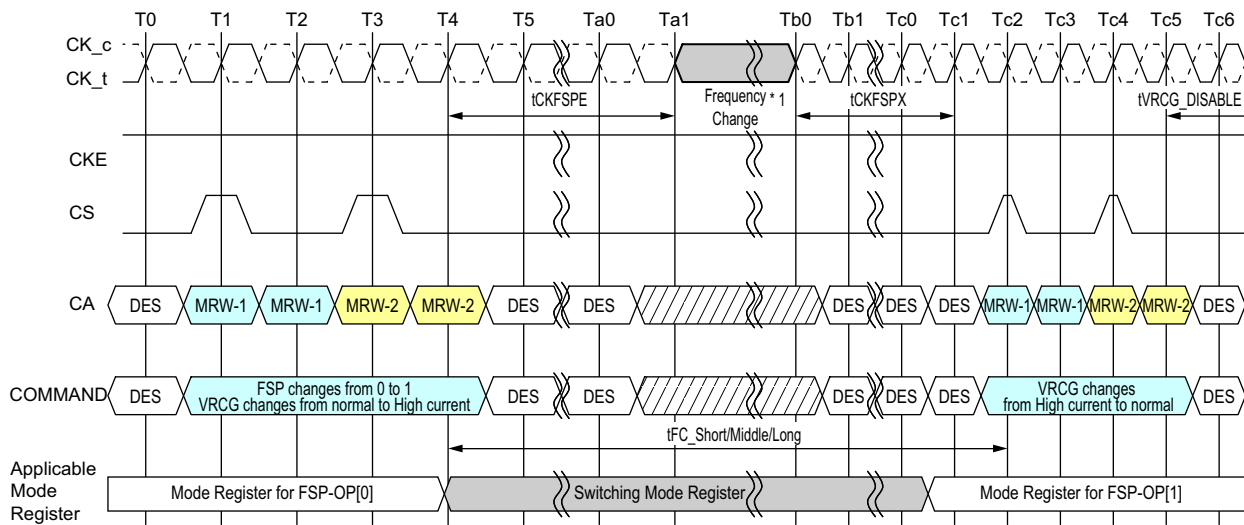 T0 T1 T2 T3 T4 T5 Ta0 Ta1 Tb0 Tb1 Tc0 Tc1 Tc2 Tc3 Tc4 Tc5 Tc6
CK_c
CK_t
tCKFSPE
Frequency * 1
Change
tCKFSPX
tVRCG_DISABLE
CKE
CS
CA DES MRW-1 MRW-1 MRW-2 MRW-2 DES DES DES DES DES MRW-1 MRW-1 MRW-2 MRW-2 DES
COMMAND DES FSP changes from 0 to 1 DES DES DES DES DES VRCG changes DES
VRCG changes from normal to High current from High current to normal
tFC_Short/Middle/Long
Applicable
Mode
Register
Mode Register for FSP-OP[0] Switching Mode Register Mode Register for FSP-OP[1]